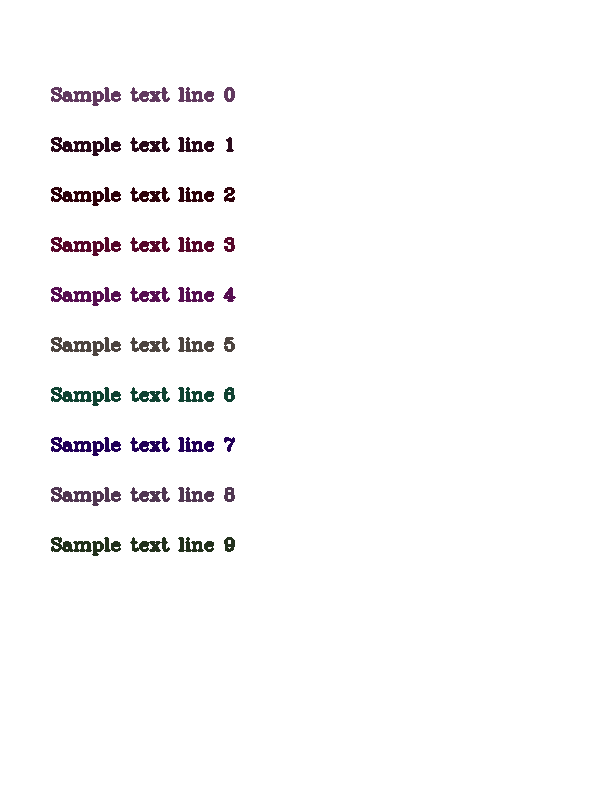 Sample text line 0
Sample text line 1
Sample text line 2
Sample text line 3
Sample text line 4
Sample text line 5
Sample text line 6
Sample text line 7
Sample text line 8
Sample text line 9